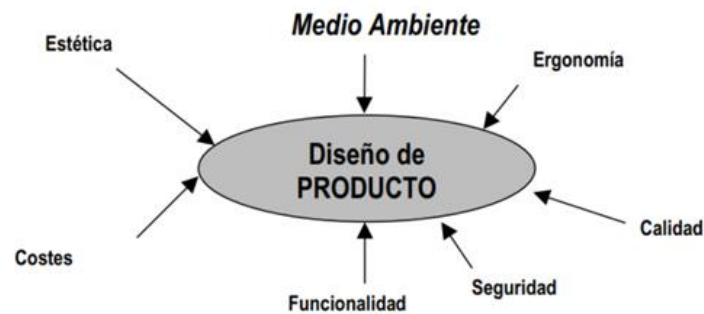 Medio Ambiente
Estética
Ergonomía
Diseño de
PRODUCTO
Calidad
Costes
Seguridad
Funcionalidad